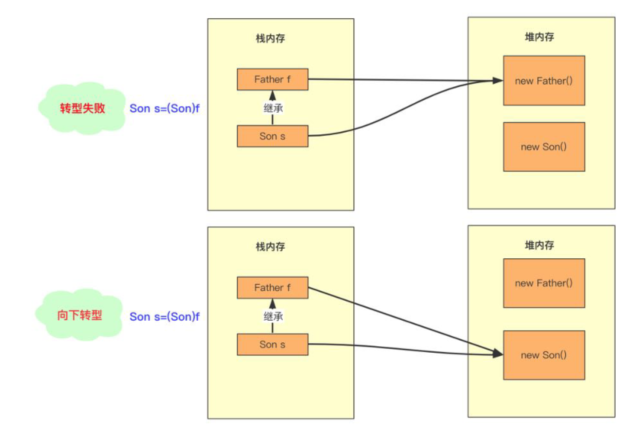 栈内存
堆内存
Father f
new Father()
转型失败
Son s=(Son)f
继承
Son s
new Son()
栈内存
堆内存
Father f
new Father()
向下转型
Son s=(Son)f
继承
Son s
new Son()